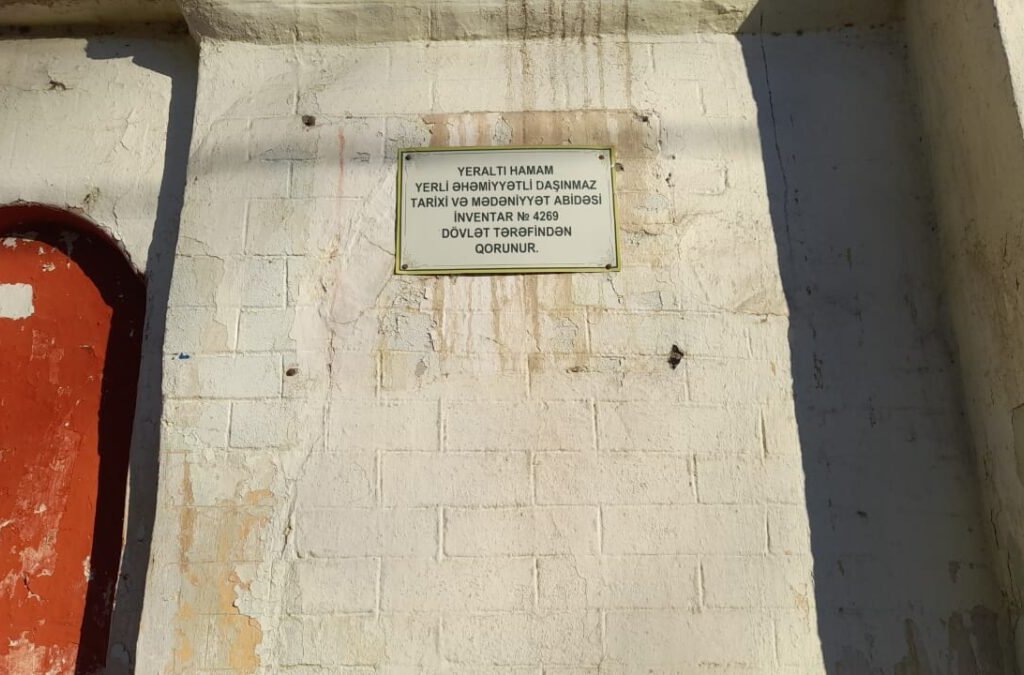 YERALTI HAMAM
YERLİ ƏHƏMİYYƏTLİ DAŞINMAZ
TARİXİ VƏ MƏDƏNİYYƏT ABİDƏSİ
İNVENTAR № 4269
DÖVLƏT TƏRƏFİNDƏN
QORUNUR.